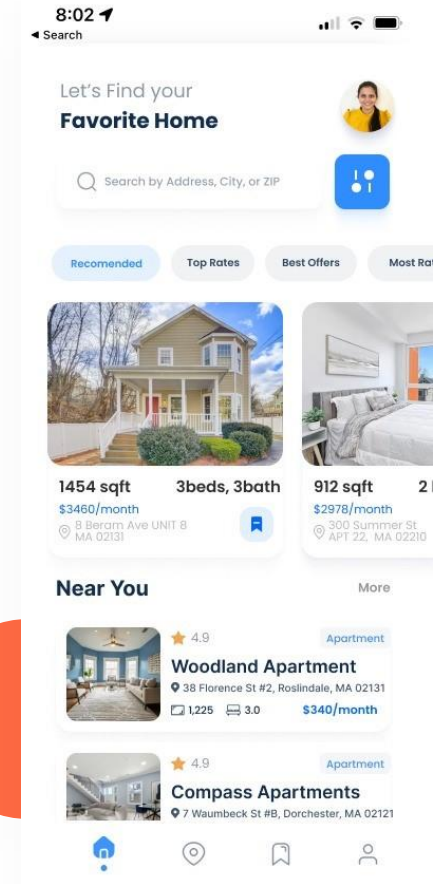 8:02
◀ Search
Let's Find your
Favorite Home
Search by Address, City, or ZIP
Recomended
Top Rates
Best Offers
Most Rat
1454 sqft
3beds, 3bath
$3460/month
8 Beram Ave UNIT 8
MA 02131
912 sqft
2
$2978/month
300 Summer St
APT 22, MA 02210
Near You
More
4.9
Apartment
Woodland Apartment
38 Florence St #2, Roslindale, MA 02131
1,225
3.0
$340/month
4.9
Apartment
Compass Apartments
7 Waumbeck St #B, Dorchester, MA 02121